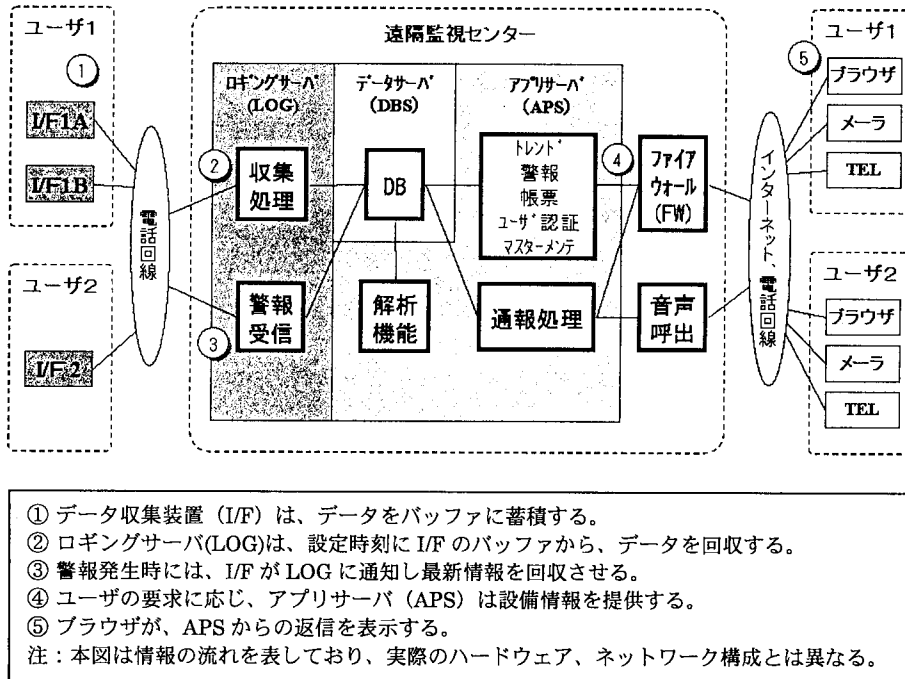 ユーザ1
①
I/F1A
I/F1B
ユーザ2
I/F 2
電話回線
遠隔監視センター
ロギングサーバ
(LOG)
データサーバ
(DBS)
アプリサーバ
(APS)
②
収集
処理
③
警報
受信
DB
解析
機能
トレンド
警報
帳票
ユーザ認証
マスターメンテ
通報処理
④
ファイア
ウォール
(FW)
音声
呼出
インターネット、電話回線
⑤
ユーザ1
ブラウザ
メーラ
TEL
ユーザ2
ブラウザ
メーラ
TEL
① データ収集装置（I/F）は、データをバッファに蓄積する。
② ロギングサーバ(LOG)は、設定時刻に I/F のバッファから、データを回収する。
③ 警報発生時には、I/F が LOG に通知し最新情報を回収させる。
④ ユーザの要求に応じ、アプリサーバ（APS）は設備情報を提供する。
⑤ ブラウザが、APS からの返信を表示する。
注：本図は情報の流れを表しており、実際のハードウェア、ネットワーク構成とは異なる。